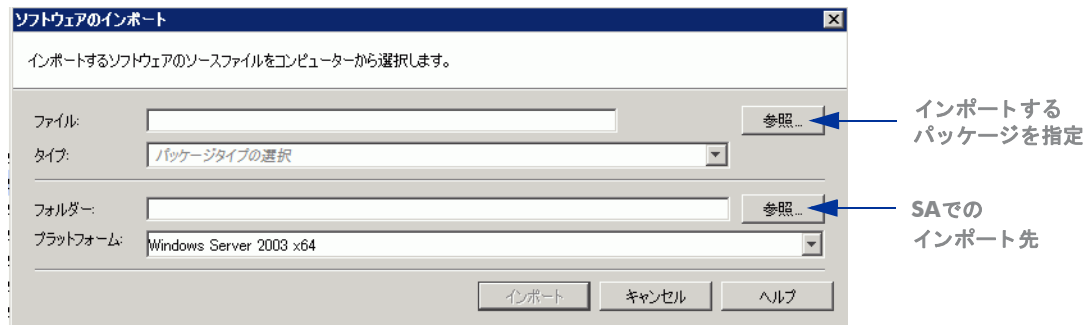 ソフトウェアのインポート
インポートするソフトウェアのソースファイルをコンピューターから選択します。
ファイル:
参照...
インポートする
パッケージを指定
タイプ:
パッケージタイプの選択
フォルダー:
参照...
SAでの
インポート先
プラットフォーム:
Windows Server 2003 x64
インポート
キャンセル
ヘルプ